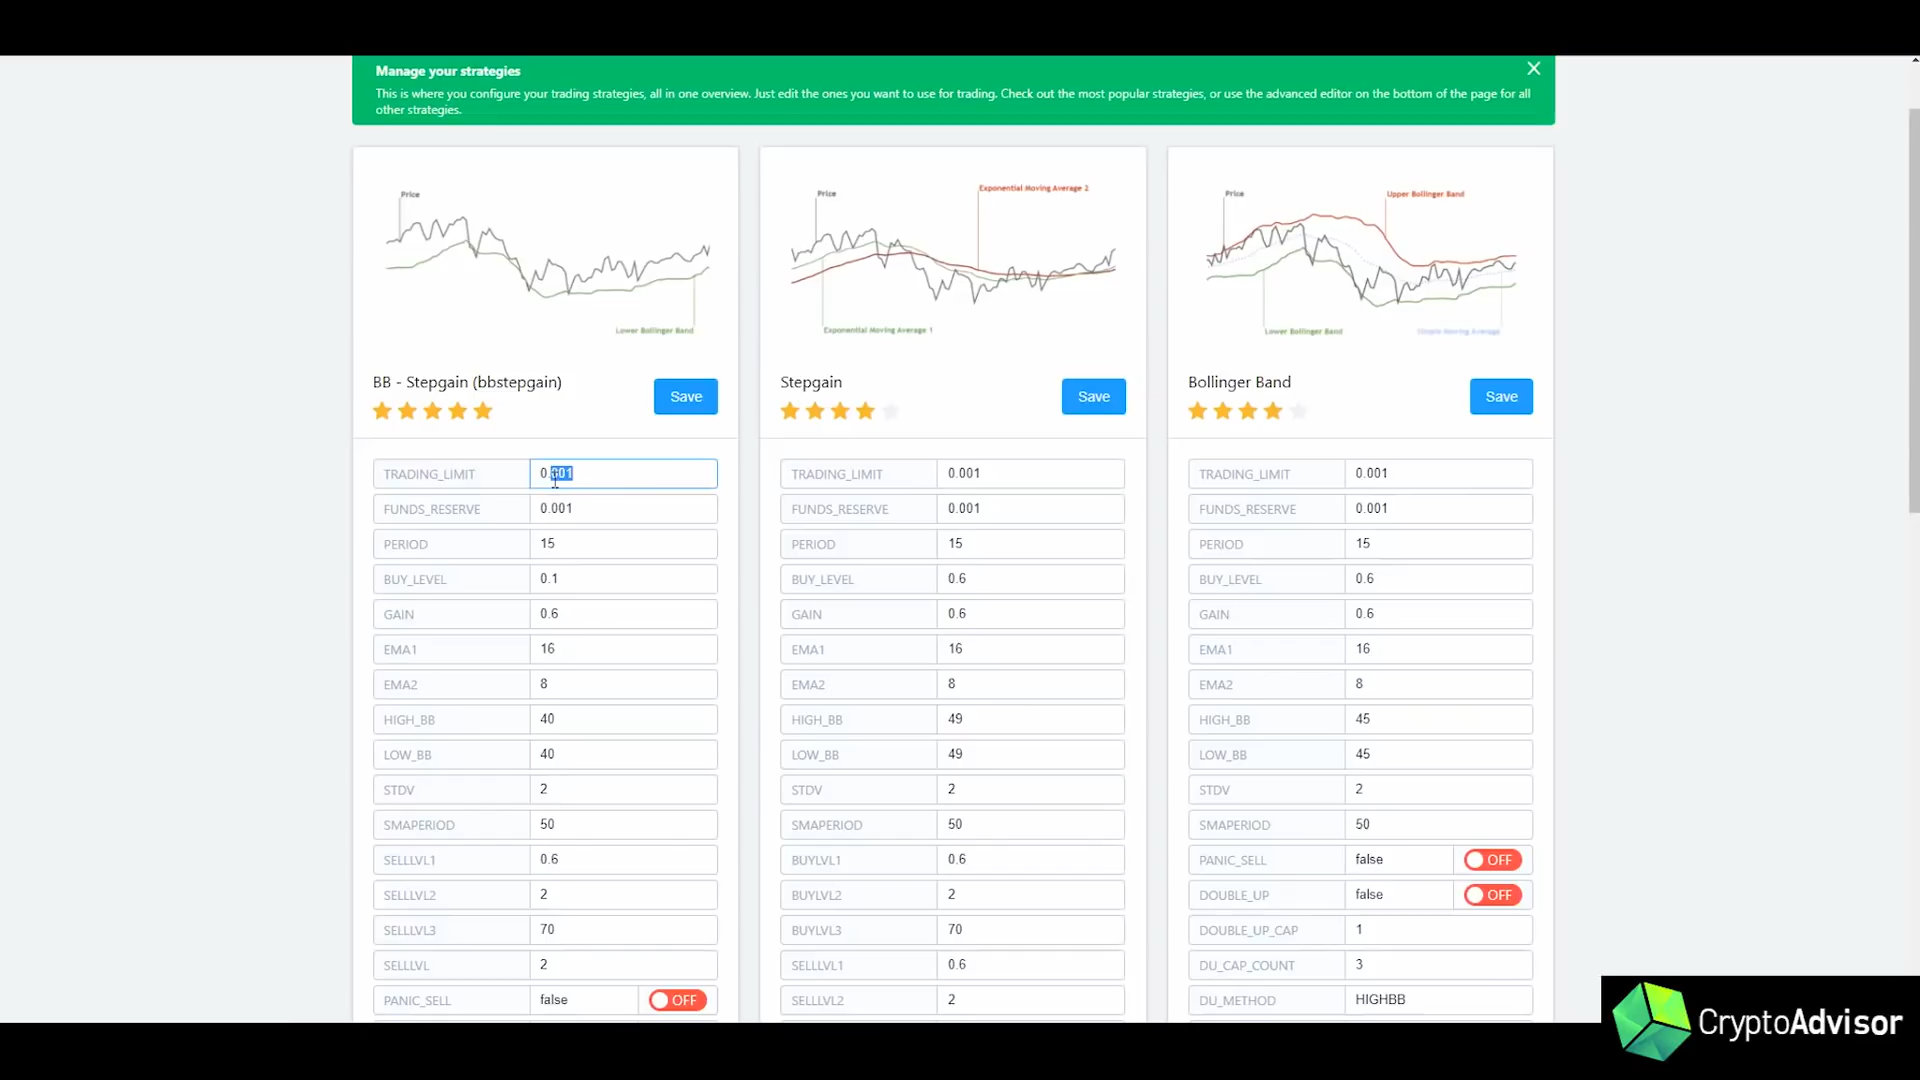 Manage your strategies
This is where you configure your trading strategies, all in one overview. Just edit the ones you want to use for trading. Check out the most popular strategies, or use the advanced editor on the bottom of the page for all
other strategies.
Price
Lower Bollinger Band
BB - Stepgain (bbstepgain)
Save
TRADING_LIMIT 0.001
FUNDS_RESERVE 0.001
PERIOD 15
BUY_LEVEL 0.1
GAIN 0.6
EMA1 16
EMA2 8
HIGH_BB 40
LOW_BB 40
STDV 2
SMAPERIOD 50
SELLLVL1 0.6
SELLLVL2 2
SELLLVL3 70
SELLLVL 2
PANIC_SELL false OFF
Price
Exponential Moving Average 2
Exponential Moving Average 1
Stepgain
Save
TRADING_LIMIT 0.001
FUNDS_RESERVE 0.001
PERIOD 15
BUY_LEVEL 0.6
GAIN 0.6
EMA1 16
EMA2 8
HIGH_BB 49
LOW_BB 49
STDV 2
SMAPERIOD 50
BUYLVL1 0.6
BUYLVL2 2
BUYLVL3 70
SELLLVL1 0.6
SELLLVL2 2
Price
Upper Bollinger Band
Lower Bollinger Band
Simple Moving Average
Bollinger Band
Save
TRADING_LIMIT 0.001
FUNDS_RESERVE 0.001
PERIOD 15
BUY_LEVEL 0.6
GAIN 0.6
EMA1 16
EMA2 8
HIGH_BB 45
LOW_BB 45
STDV 2
SMAPERIOD 50
PANIC_SELL false OFF
DOUBLE_UP false OFF
DOUBLE_UP_CAP 1
DU_CAP_COUNT 3
DU_METHOD HIGHBB
CryptoAdvisor